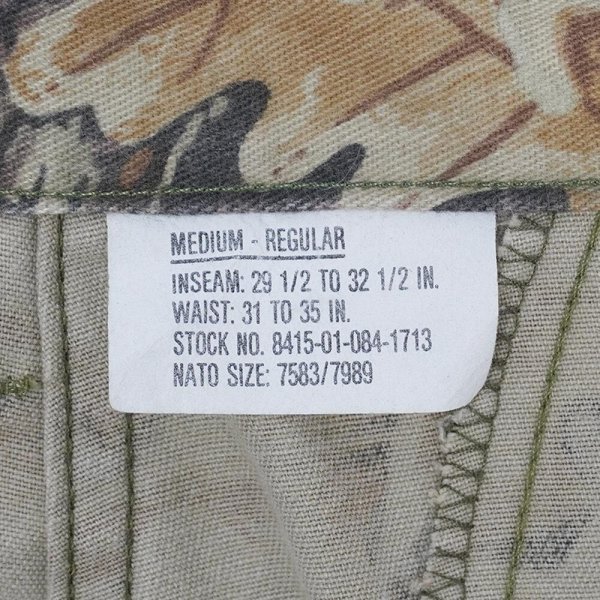 MEDIUM - REGULAR
INSEAM: 29 1/2 TO 32 1/2 IN.
WAIST: 31 TO 35 IN.
STOCK NO. 8415-01-084-1713
NATO SIZE: 7583/7989